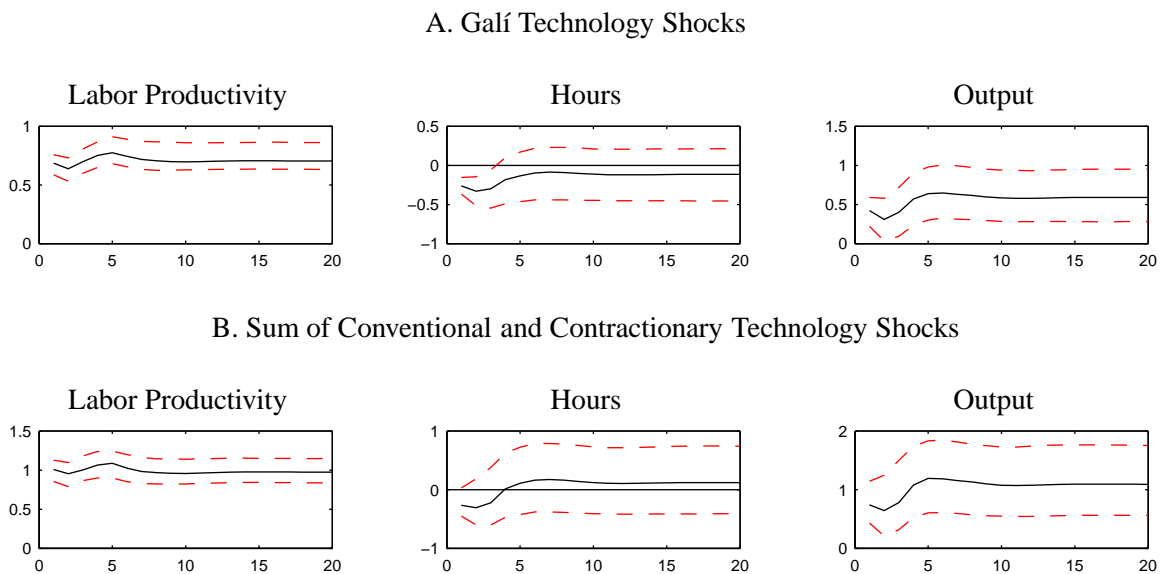 A. Galí Technology Shocks
Labor Productivity
Hours
Output
1
0.5
0
0 5 10 15 20
0.5
0
−0.5
−1
0 5 10 15 20
1.5
1
0.5
0
0 5 10 15 20
B. Sum of Conventional and Contractionary Technology Shocks
Labor Productivity
Hours
Output
1.5
1
0.5
0
0 5 10 15 20
1
0
−1
0 5 10 15 20
2
1
0
0 5 10 15 20